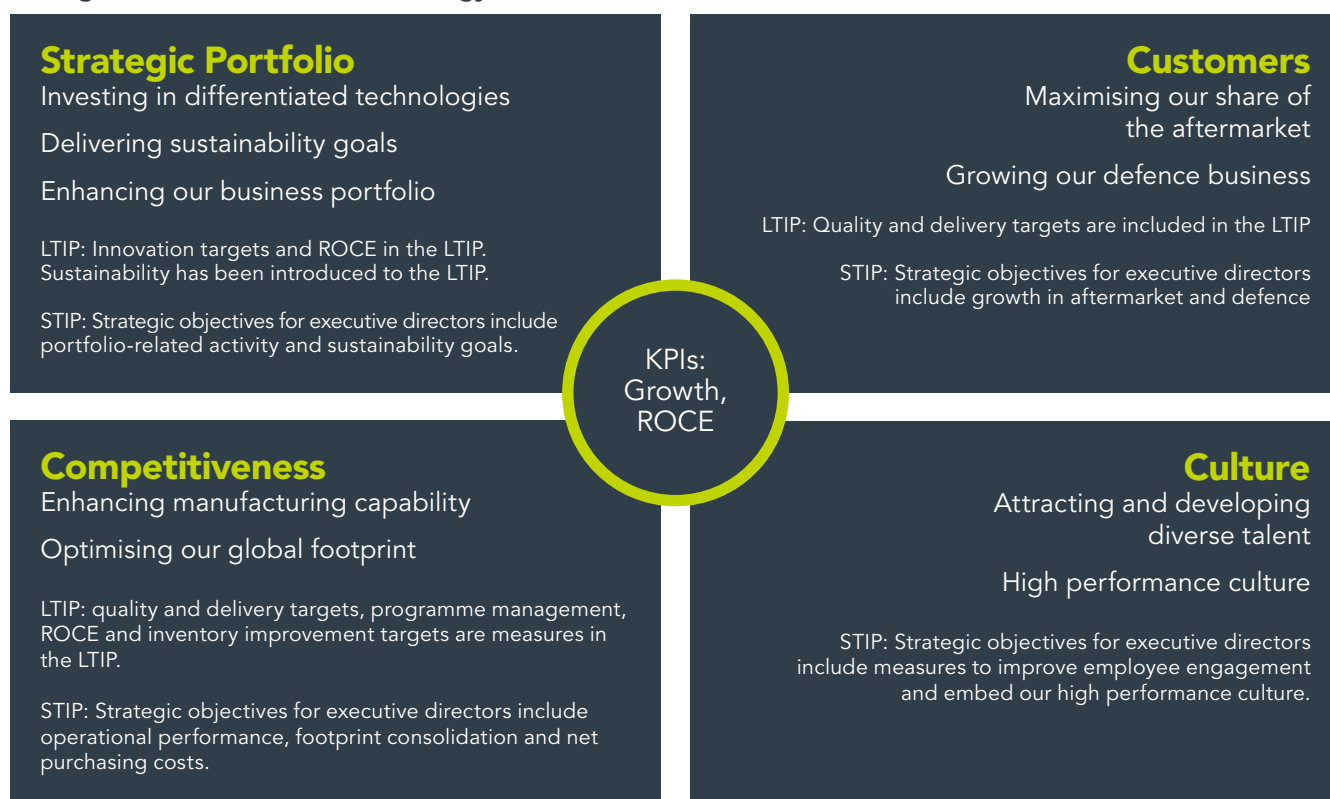 Strategic Portfolio
Investing in differentiated technologies
Delivering sustainability goals
Enhancing our business portfolio
LTIP: Innovation targets and ROCE in the LTIP.
Sustainability has been introduced to the LTIP.
STIP: Strategic objectives for executive directors include
portfolio-related activity and sustainability goals.
Customers
Maximising our share of
the aftermarket
Growing our defence business
LTIP: Quality and delivery targets are included in the LTIP
STIP: Strategic objectives for executive directors
include growth in aftermarket and defence
KPIs:
Growth,
ROCE
Competitiveness
Enhancing manufacturing capability
Optimising our global footprint
LTIP: quality and delivery targets, programme management,
ROCE and inventory improvement targets are measures in
the LTIP.
STIP: Strategic objectives for executive directors include
operational performance, footprint consolidation and net
purchasing costs.
Culture
Attracting and developing
diverse talent
High performance culture
STIP: Strategic objectives for executive directors
include measures to improve employee engagement
and embed our high performance culture.